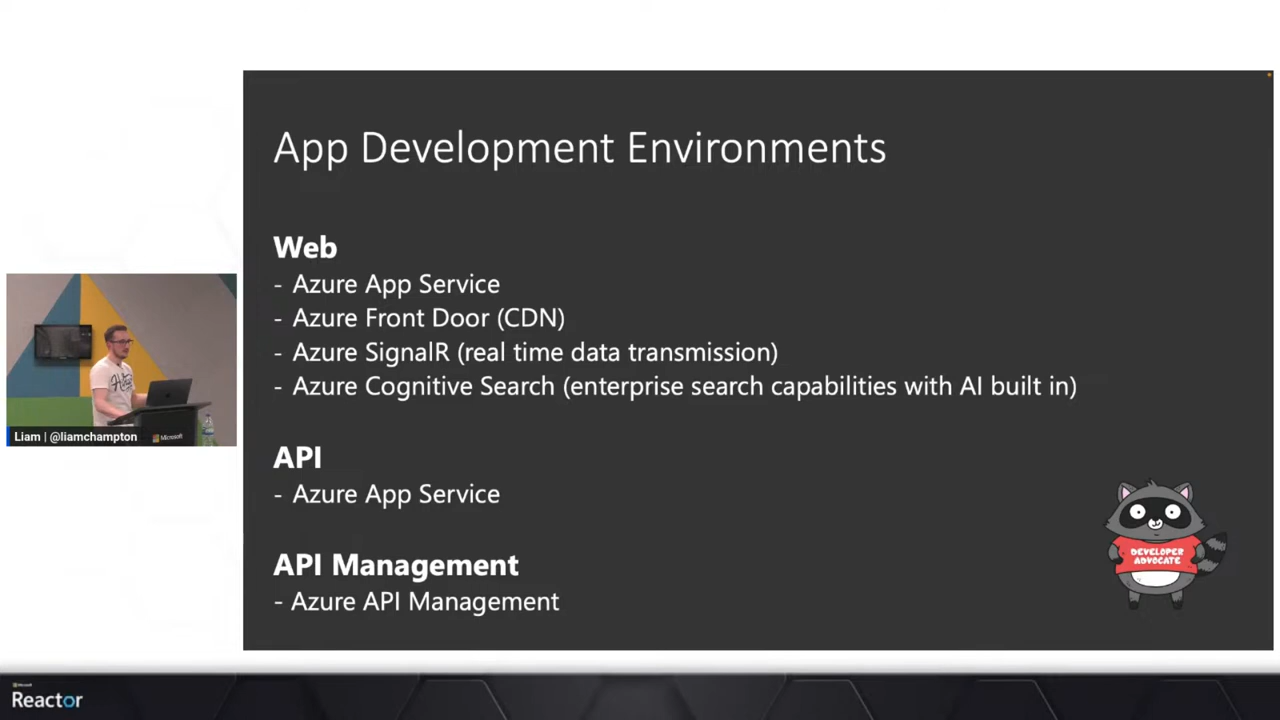 App Development Environments
Web
- Azure App Service
- Azure Front Door (CDN)
- Azure SignalR (real time data transmission)
- Azure Cognitive Search (enterprise search capabilities with AI built in)
API
- Azure App Service
API Management
- Azure API Management
DEVELOPER
ADVOCATE
Liam | @liamchampton
Microsoft
Microsoft
Reactor